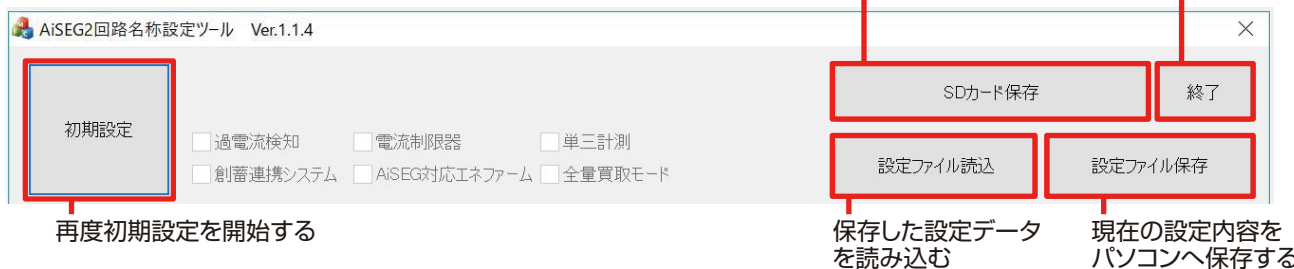 AiSEG2回路名称設定ツール Ver.1.1.4
初期設定
過電流検知 電流制限器 単三計測
創蓄連携システム AiSEG対応エネファーム 全量買取モード
SDカード保存 終了
設定ファイル読込 設定ファイル保存
再度初期設定を開始する
保存した設定データ
を読み込む
現在の設定内容を
パソコンへ保存する